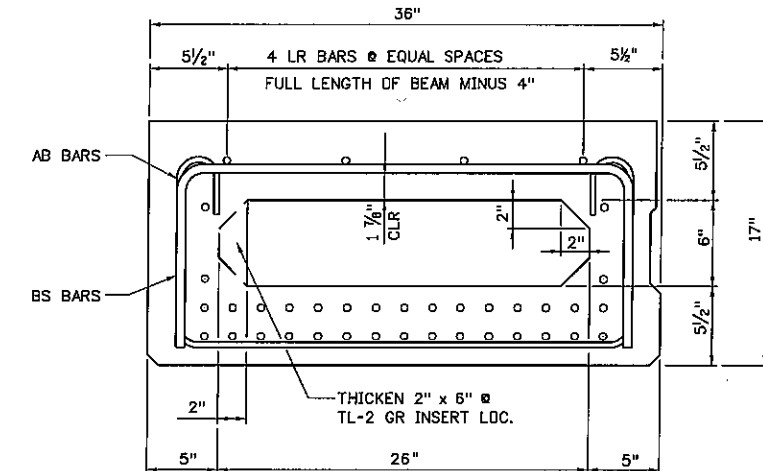 36"
5½"
4 LR BARS @ EQUAL SPACES
5½"
FULL LENGTH OF BEAM MINUS 4"
AB BARS
5½"
1 ⅞"
CLR
2"
2"
6"
17"
BS BARS
5½"
THICKEN 2" x 6" @
2"
TL-2 GR INSERT LOC.
5"
26"
5"